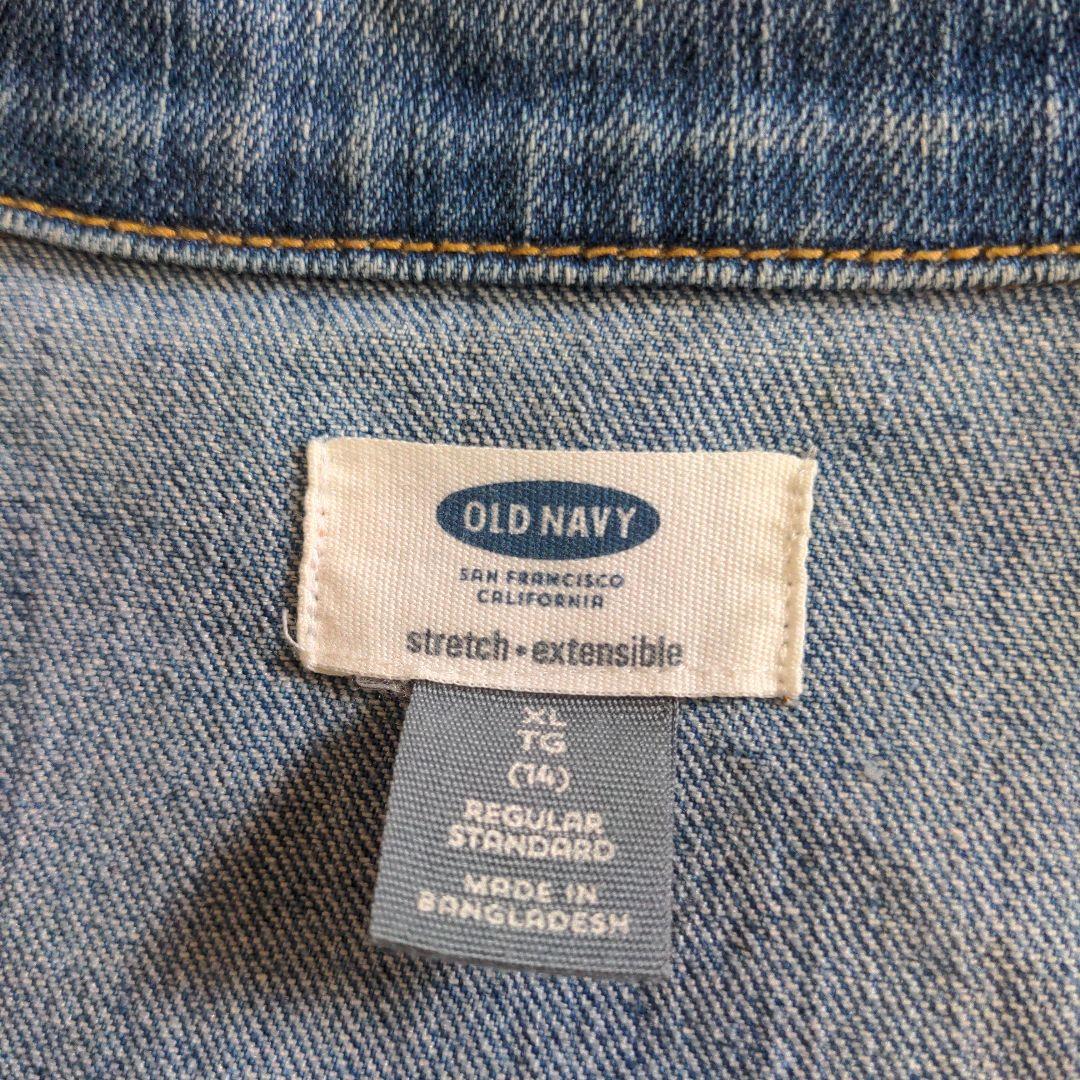 OLD NAVY
SAN FRANCISCO
CALIFORNIA
stretch • extensible
XL
TG
(14)
REGULAR
STANDARD
MADE IN
BANGLADESH